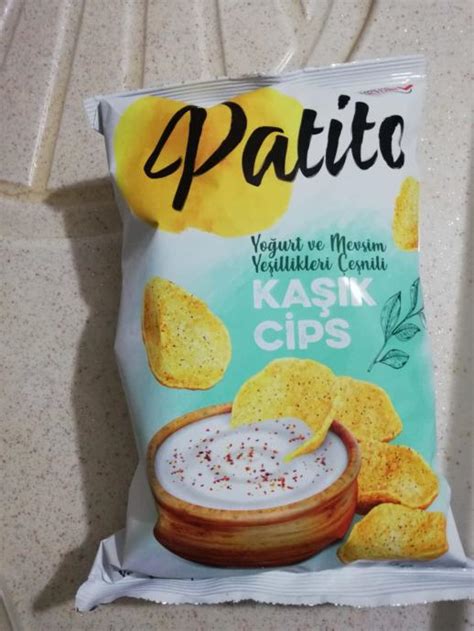 Patito
Yoğurt ve Mevsim
Yeşillikleri Çeşnili
KAŞIK
CİPS